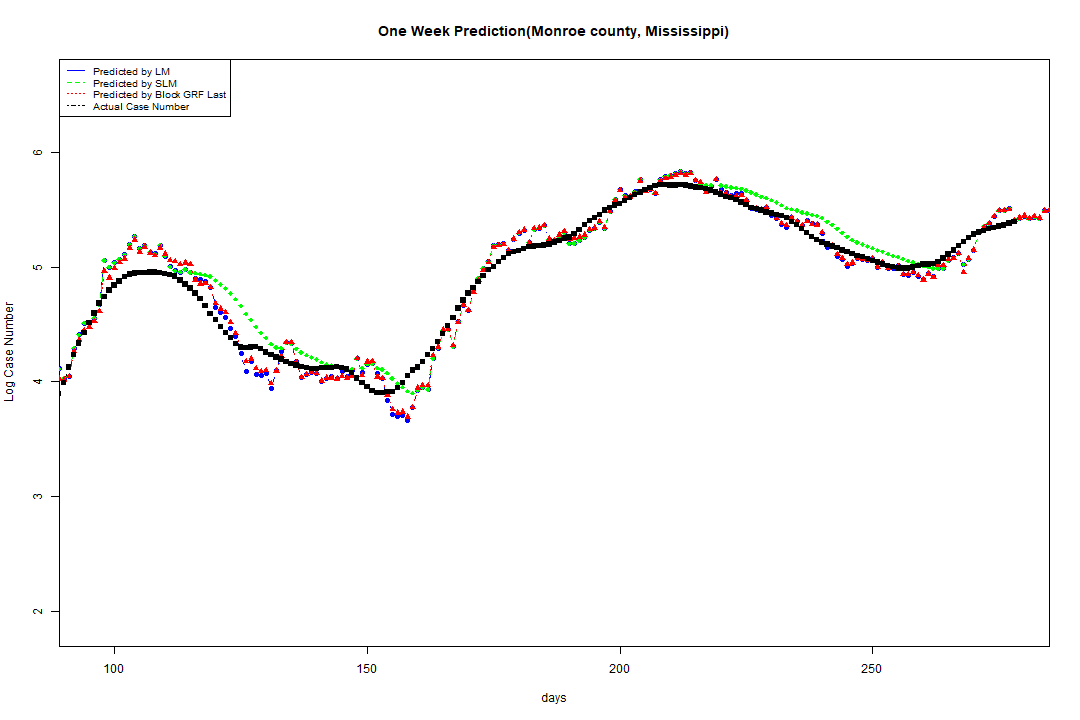 One Week Prediction(Monroe county, Mississippi)
Predicted by LM
Predicted by SLM
Predicted by Block GRF Last
Actual Case Number
6
5
4
3
2
Log Case Number
100 150 200 250
days